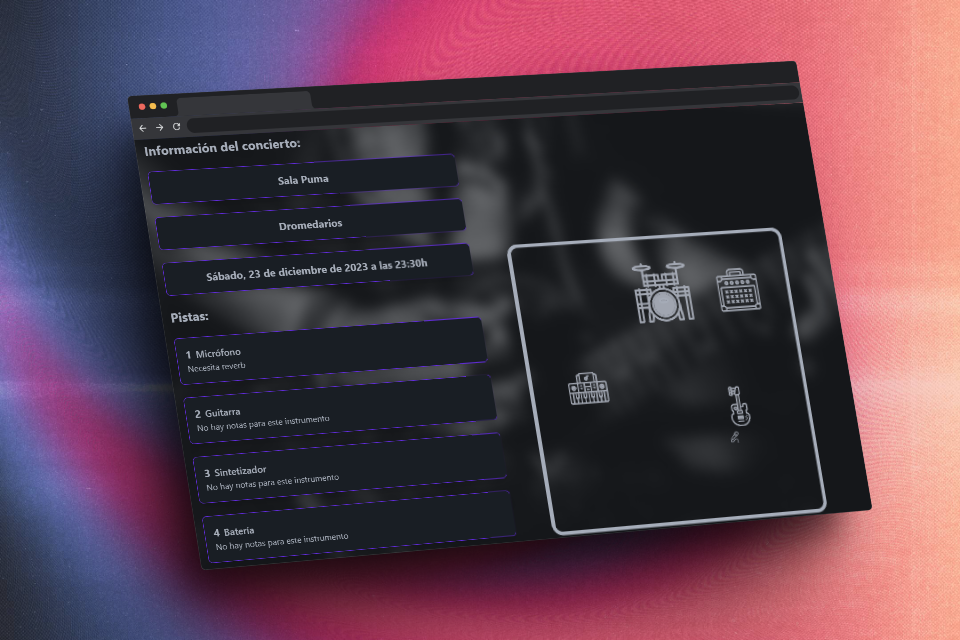 Información del concierto:
Sala Puma
Dromedarios
Sábado, 23 de diciembre de 2023 a las 23:30h
Pistas:
1 Micrófono
Necesita reverb
2 Guitarra
No hay notas para este instrumento
3 Sintetizador
No hay notas para este instrumento
4 Batería
No hay notas para este instrumento